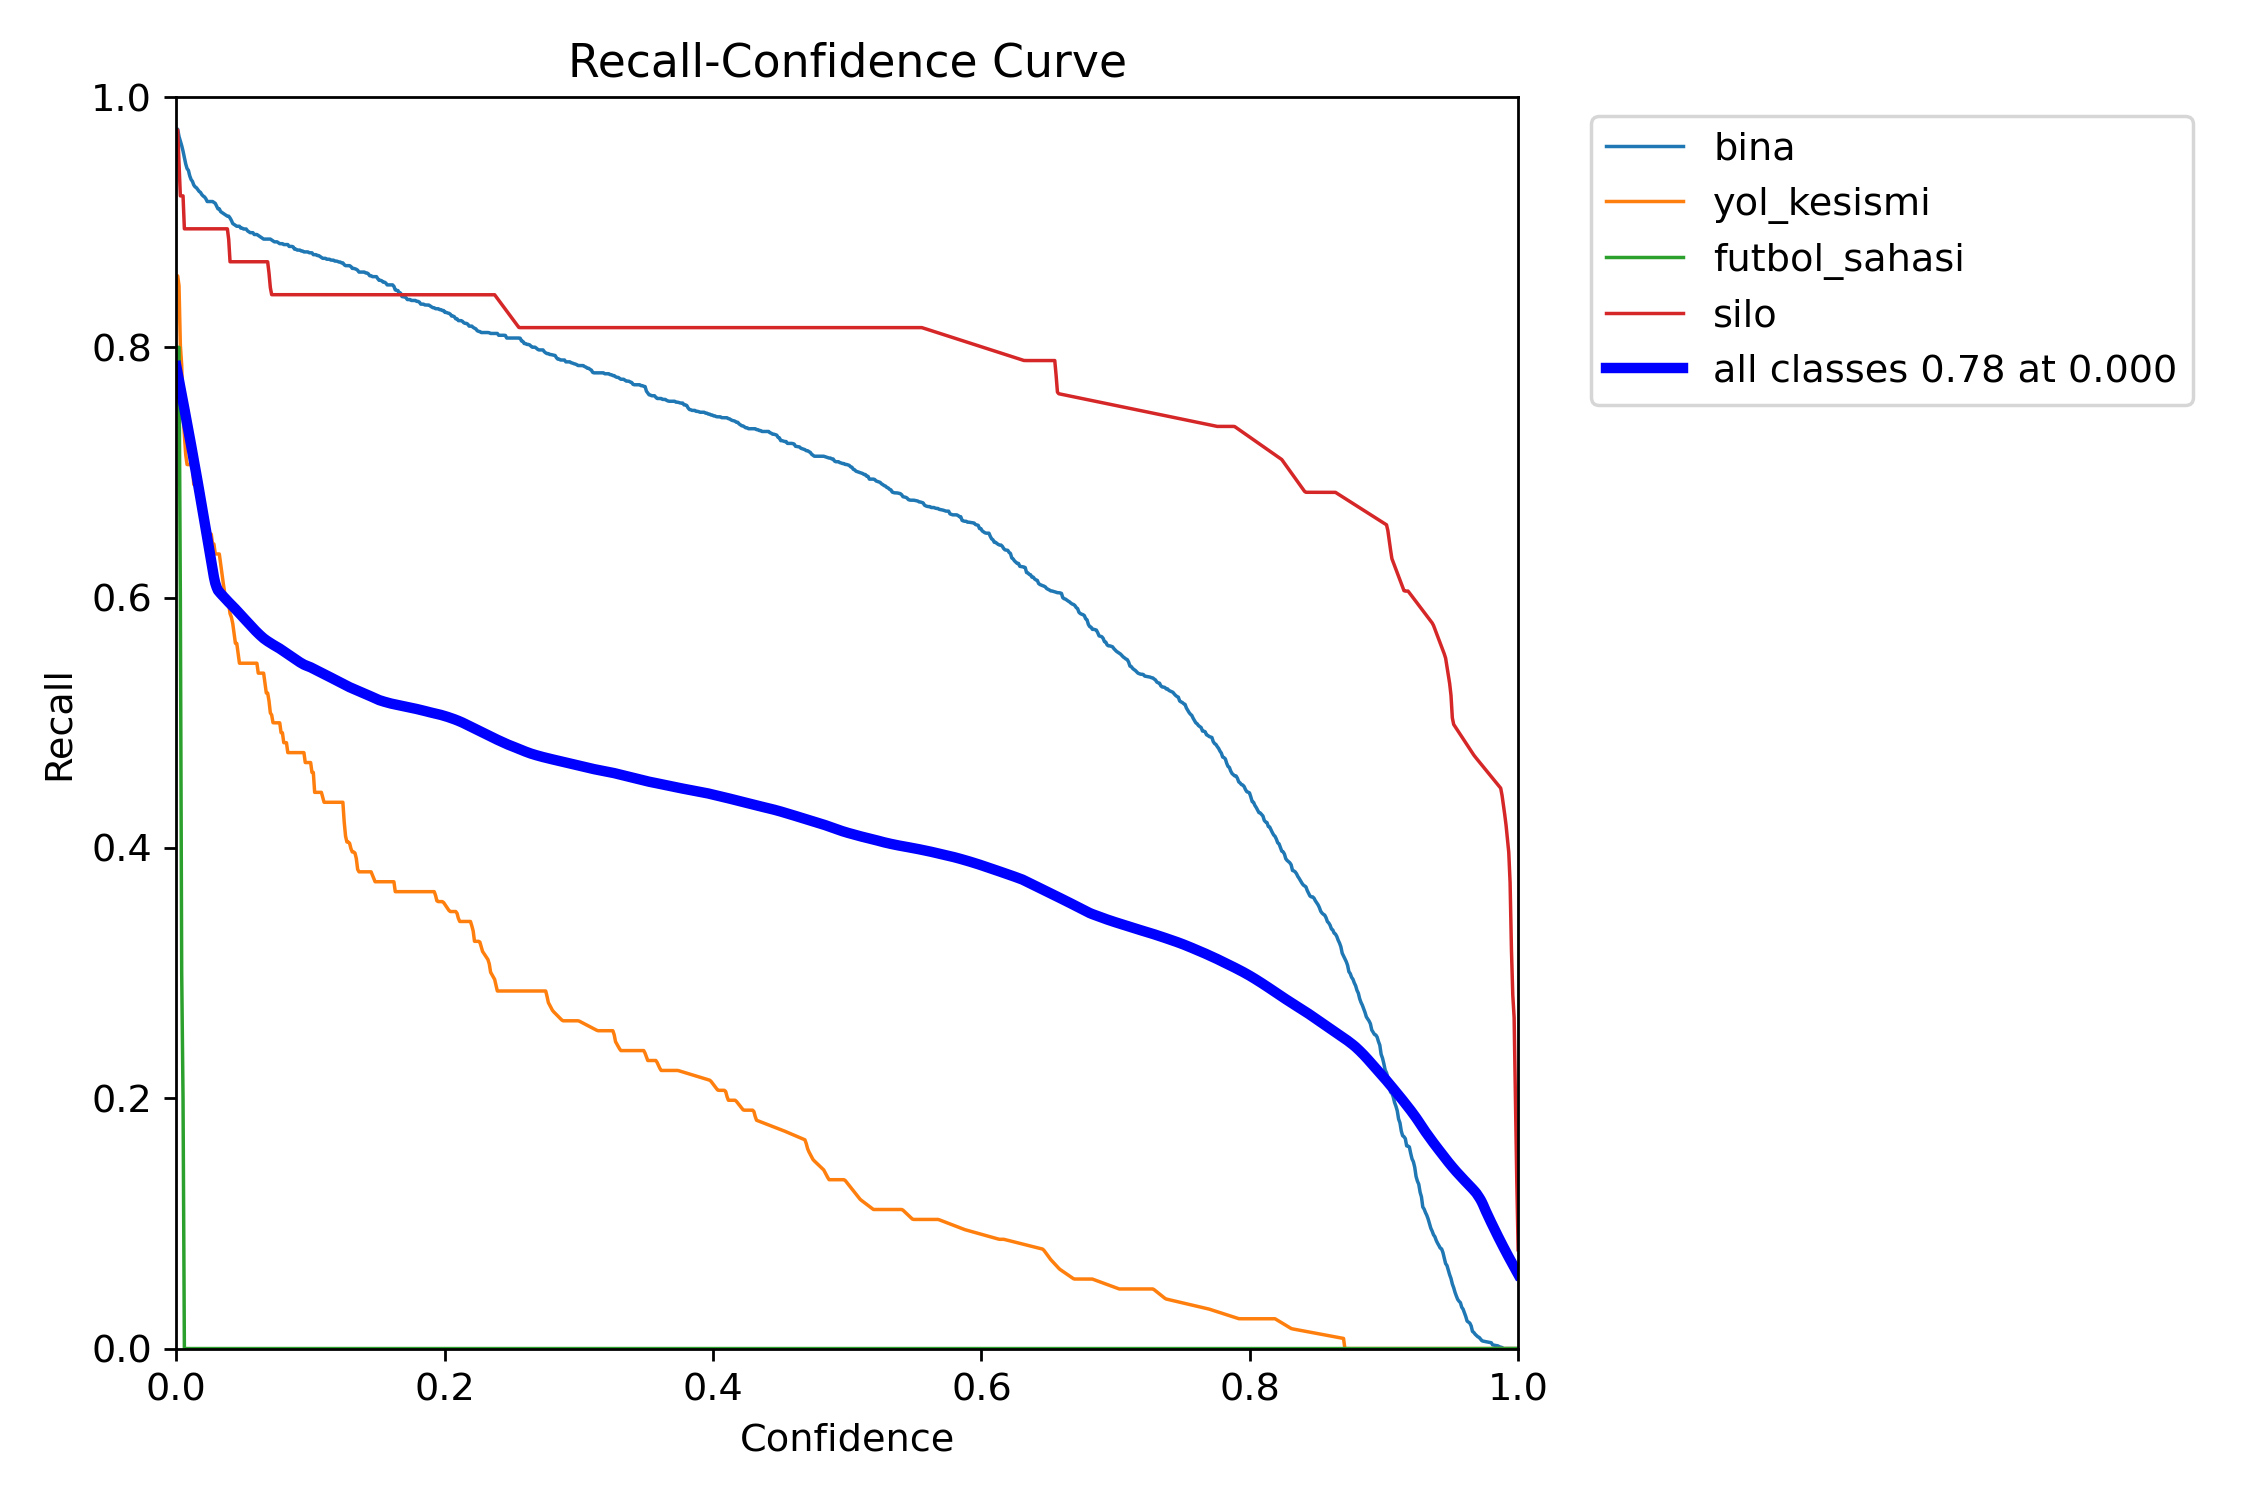 Recall-Confidence Curve
1.0
0.8
0.6
0.4
0.2
0.0
Recall
0.0 0.2 0.4 0.6 0.8 1.0
Confidence
bina
yol_kesismi
futbol_sahasi
silo
all classes 0.78 at 0.000